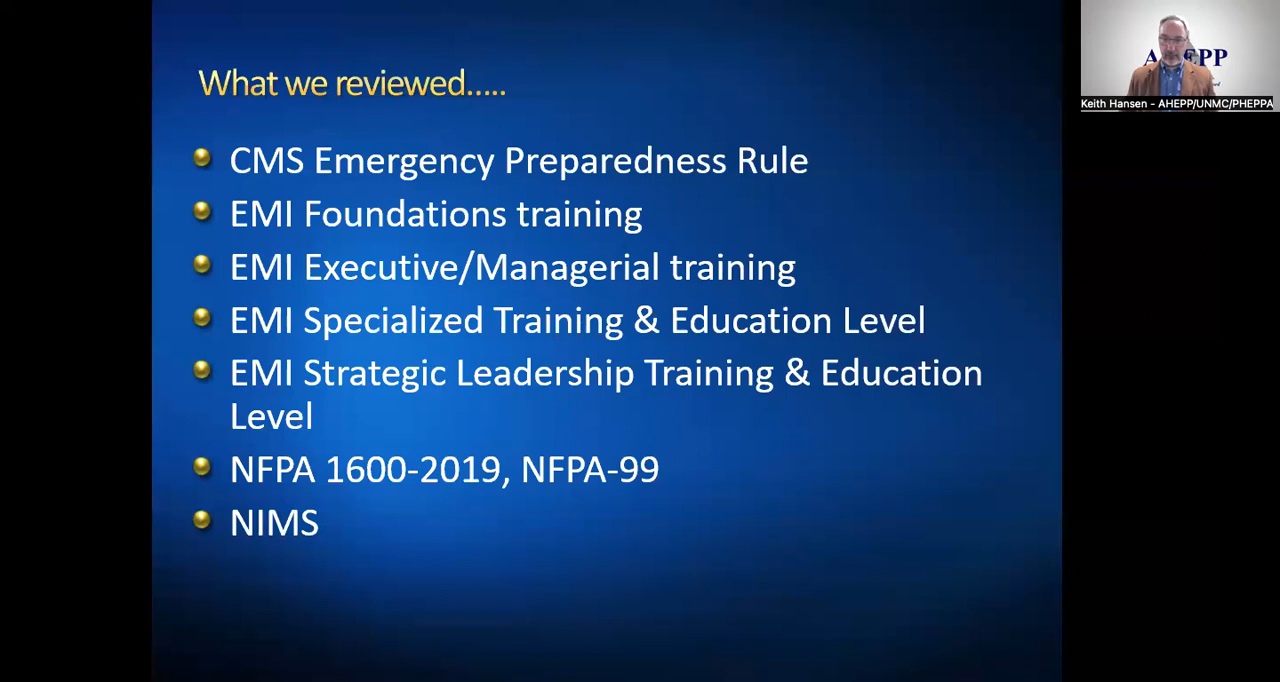 What we reviewed.....
CMS Emergency Preparedness Rule
EMI Foundations training
EMI Executive/Managerial training
EMI Specialized Training & Education Level
EMI Strategic Leadership Training & Education
Level
NFPA 1600-2019, NFPA-99
NIMS
Keith Hansen - AHEPP/UNMC/PHEPPA